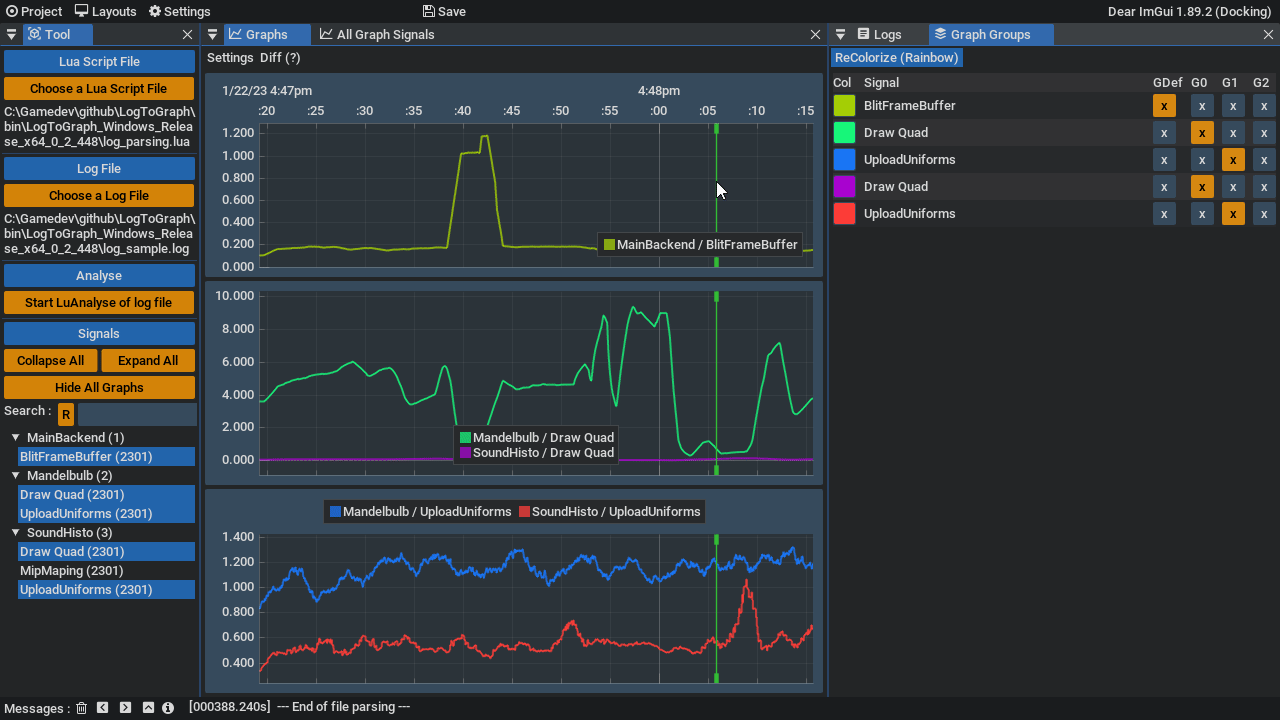 Project Layouts Settings Save Dear ImGui 1.89.2 (Docking)
Tool
Lua Script File
Choose a Lua Script File
C:\Gamedev\github\LogToGraph\
bin\LogToGraph_Windows_Relea
se_x64_0_2_448\log_parsing.lua
Log File
Choose a Log File
C:\Gamedev\github\LogToGraph\
bin\LogToGraph_Windows_Relea
se_x64_0_2_448\log_sample.log
Analyse
Start LuAnalyse of log file
Signals
Collapse All Expand All
Hide All Graphs
Search : R
MainBackend (1)
BlitFrameBuffer (2301)
Mandelbulb (2)
Draw Quad (2301)
UploadUniforms (2301)
SoundHisto (3)
Draw Quad (2301)
MipMaping (2301)
UploadUniforms (2301)
Graphs All Graph Signals
Settings Diff (?)
1/22/23 4:47pm 4:48pm
:20 :25 :30 :35 :40 :45 :50 :55 :00 :05 :10 :15
1.200
1.000
0.800
0.600
0.400
0.200
0.000
MainBackend / BlitFrameBuffer
10.000
8.000
6.000
4.000
2.000
0.000
Mandelbulb / Draw Quad
SoundHisto / Draw Quad
Mandelbulb / UploadUniforms SoundHisto / UploadUniforms
1.400
1.200
1.000
0.800
0.600
0.400
Logs Graph Groups
ReColorize (Rainbow)
Col Signal GDef G0 G1 G2
BlitFrameBuffer x x x x
Draw Quad x x x x
UploadUniforms x x x x
Draw Quad x x x x
UploadUniforms x x x x
Messages : [000388.240s] --- End of file parsing ---